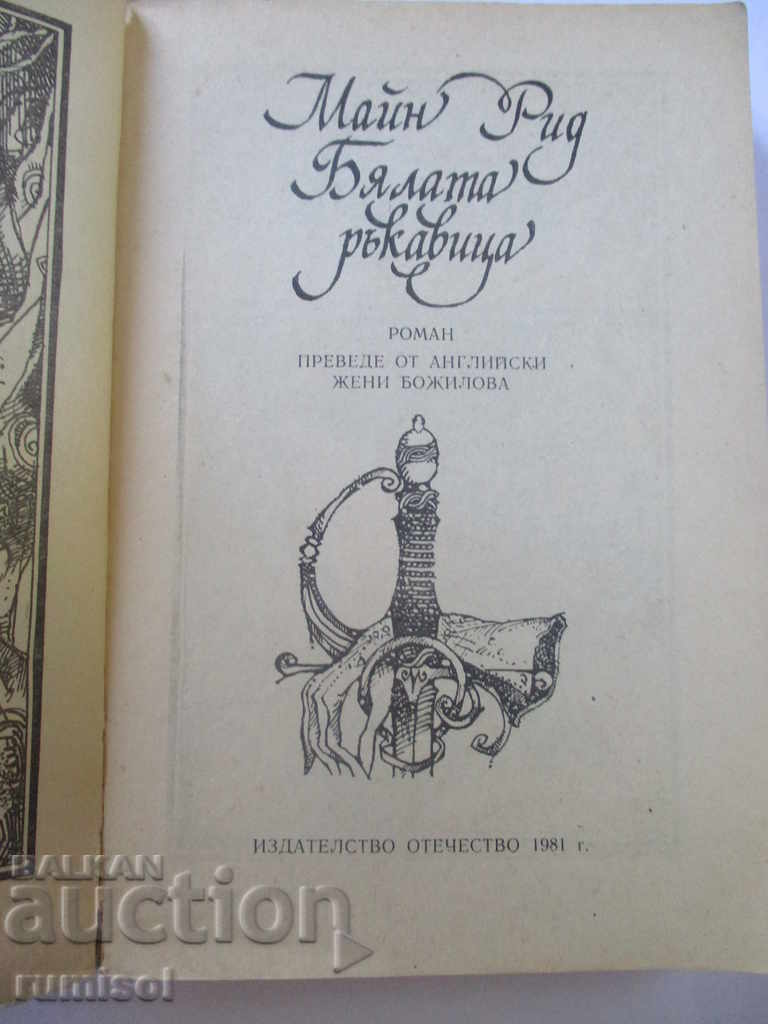 Майн Рид
Бялата
ръкавица
РОМАН
ПРЕВЕДЕ ОТ АНГЛИЙСКИ
ЖЕНИ БОЖИЛОВА
ИЗДАТЕЛСТВО ОТЕЧЕСТВО 1981 г.
BALKAN
auction
rumisol